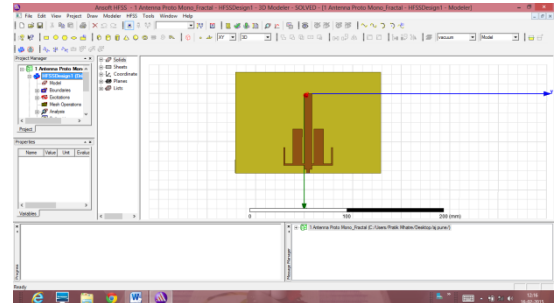 Ansoft HFSS - 1 Antenna Proto Mono_Fractal - HFSSDesign1 - 3D Modeler - SOLVED - [1 Antenna Proto Mono_Fractal - HFSSDesign1 - Modeler]
File Edit View Project Draw Modeler HFSS Tools Window Help
XY 3D vacuum Model
Project Manager
1 Antenna Proto Mono
HFSSDesign1
Model
Boundaries
Excitations
Mesh Operations
Analysis
Project
Solids
Sheets
Coordinate
Planes
Lists
Properties
Name Value Unit Evalua
Variables
0 100 200 (mm)
1 Antenna Proto Mono_Fractal
Progress
Message Manager
Ready
12:16